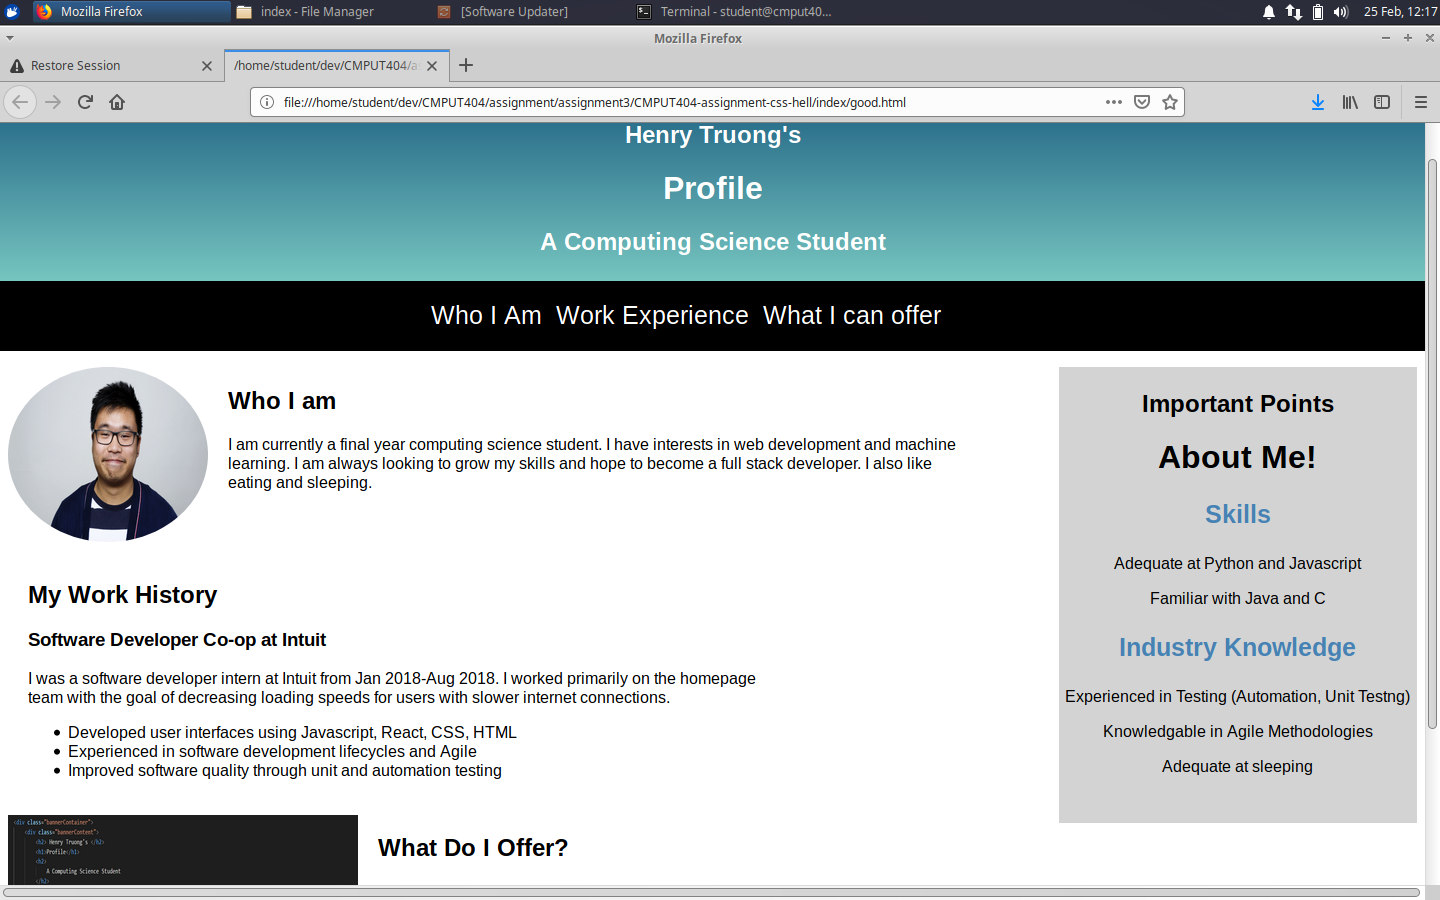 Mozilla Firefox
index - File Manager
[Software Updater]
Terminal - student@cmput40...
25 Feb, 12:17
Mozilla Firefox
Restore Session
/home/student/dev/CMPUT404/as
file:///home/student/dev/CMPUT404/assignment/assignment3/CMPUT404-assignment-css-hell/index/good.html
Henry Truong's
Profile
A Computing Science Student
Who I Am Work Experience What I can offer
Who I am
I am currently a final year computing science student. I have interests in web development and machine
learning. I am always looking to grow my skills and hope to become a full stack developer. I also like
eating and sleeping.
My Work History
Software Developer Co-op at Intuit
I was a software developer intern at Intuit from Jan 2018-Aug 2018. I worked primarily on the homepage
team with the goal of decreasing loading speeds for users with slower internet connections.
Developed user interfaces using Javascript, React, CSS, HTML
Experienced in software development lifecycles and Agile
Improved software quality through unit and automation testing
<div class="bannerContainer">
<div class="bannerContent">
<h2> Henry Truong's </h2>
<h1>Profile</h1>
<h2>
A Computing Science Student
</h2>
What Do I Offer?
Important Points
About Me!
Skills
Adequate at Python and Javascript
Familiar with Java and C
Industry Knowledge
Experienced in Testing (Automation, Unit Testng)
Knowledgable in Agile Methodologies
Adequate at sleeping